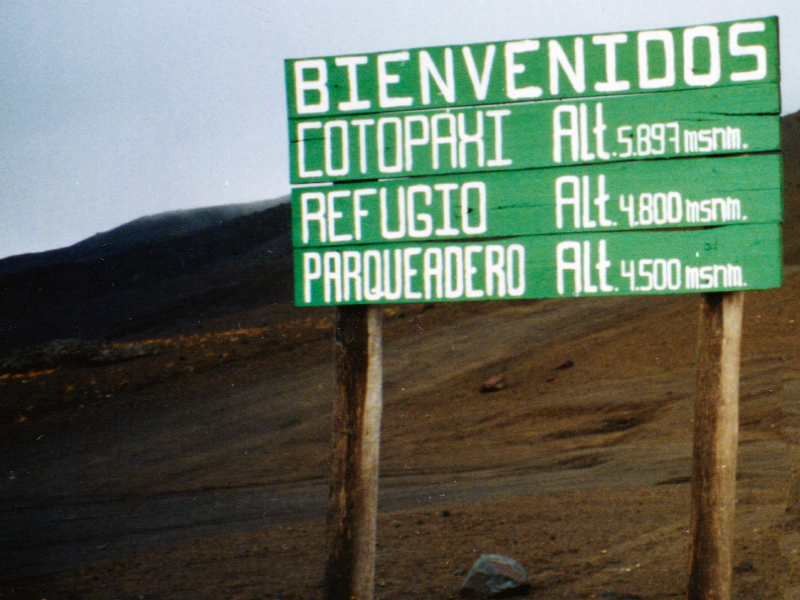 BIENVENIDOS
COTOPAXI Alt. 5.897 msnm.
REFUGIO Alt. 4.800 msnm.
PARQUEADERO Alt. 4.500 msnm.